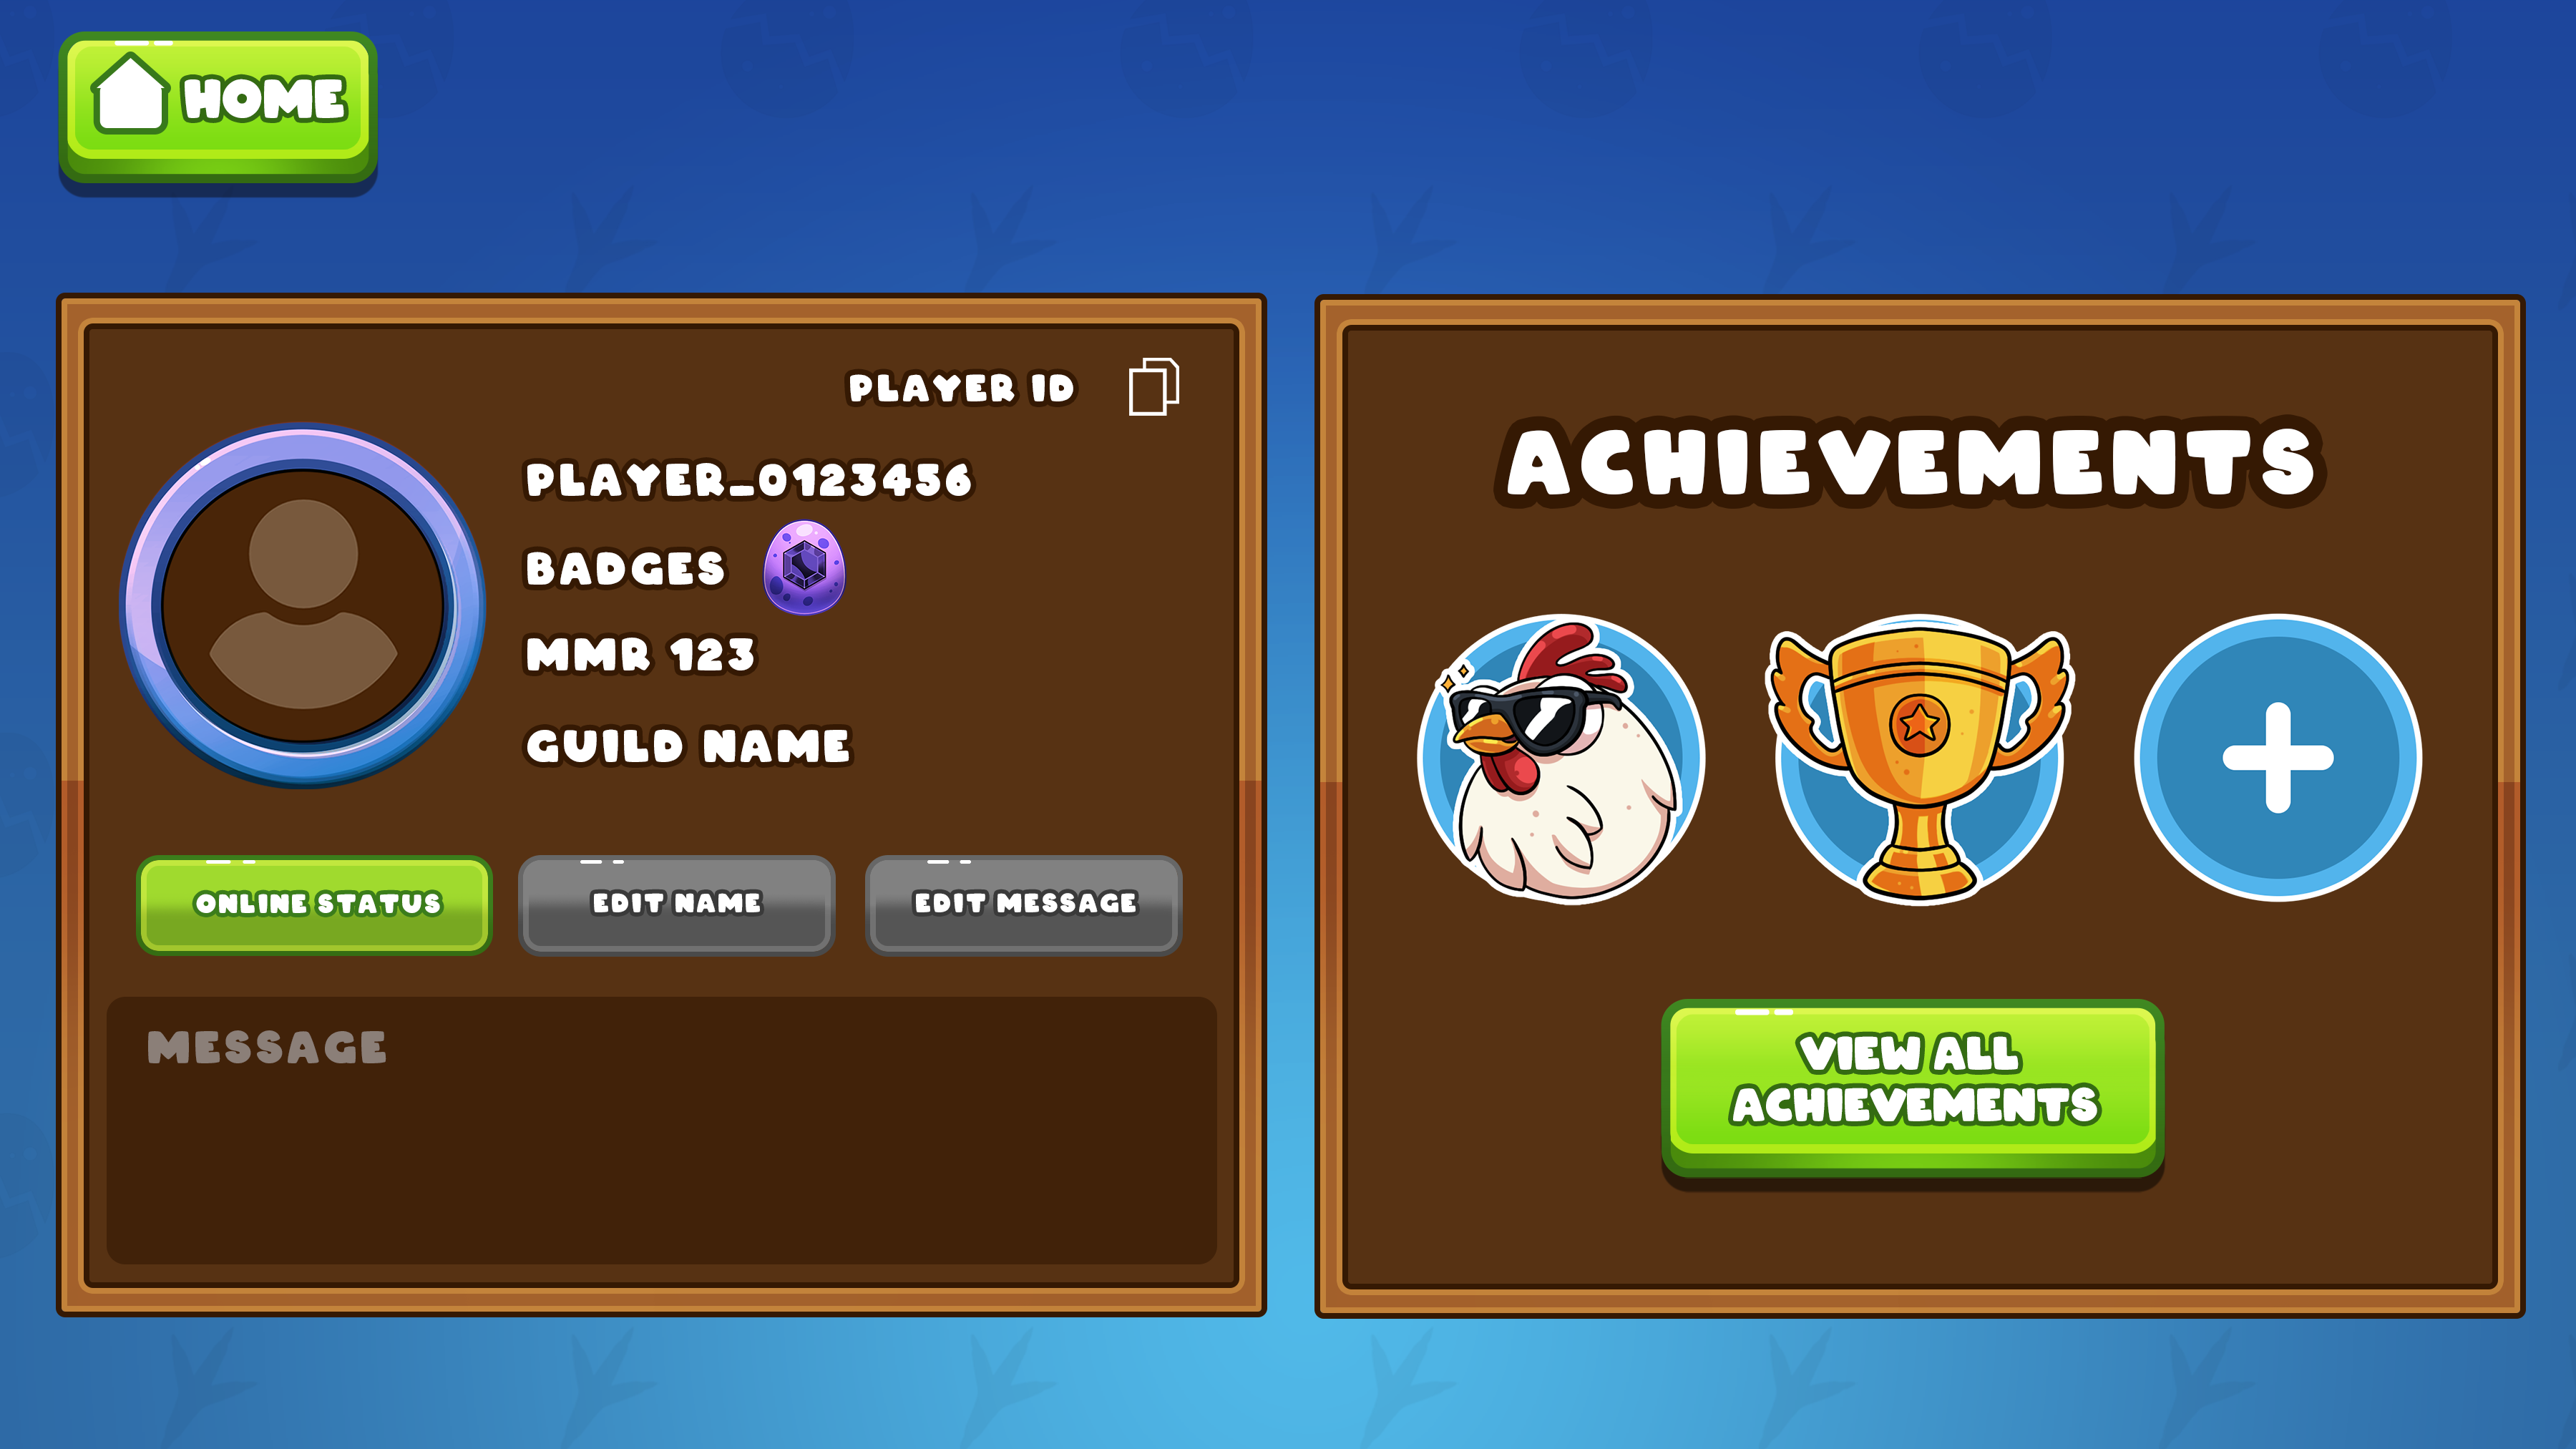 HOME
PLAYER ID
PLAYER_0123456
BADGES
MMR 123
GUILD NAME
ONLINE STATUS
EDIT NAME
EDIT MESSAGE
MESSAGE
ACHIEVEMENTS
VIEW ALL
ACHIEVEMENTS